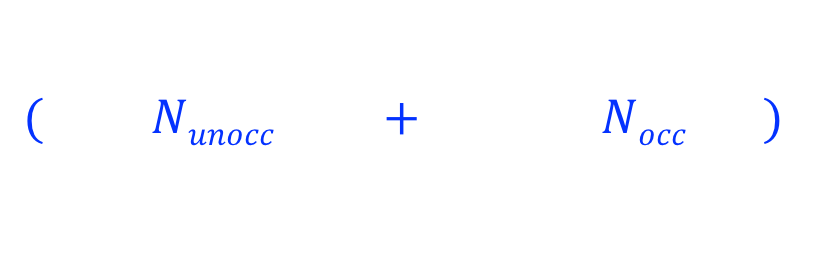 ( N_unocc + N_occ )